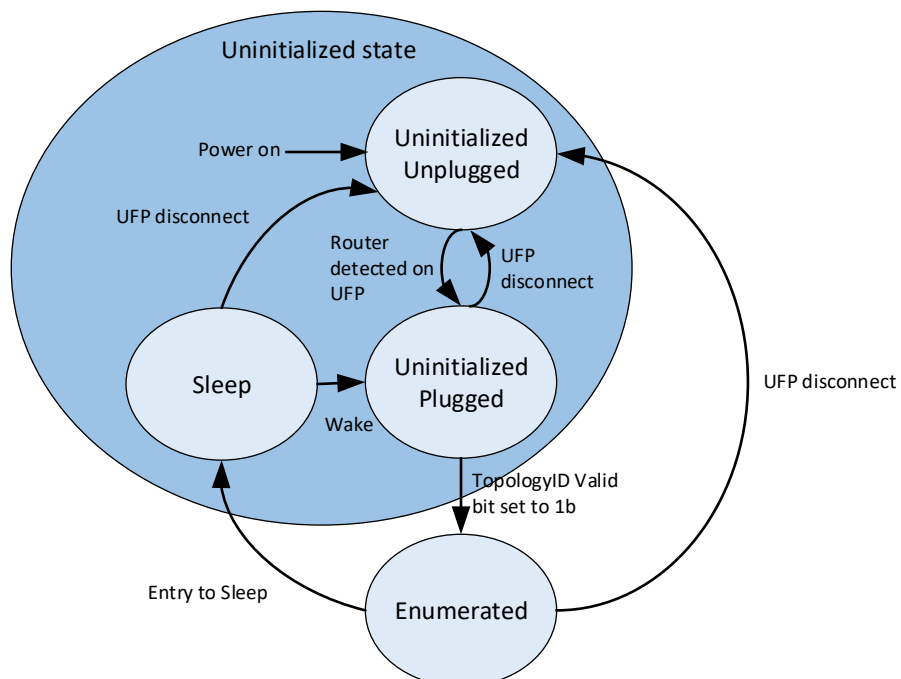 Uninitialized state
Uninitialized
Unplugged
Power on
UFP disconnect
Router
detected on
UFP
UFP
disconnect
Sleep
Uninitialized
Plugged
Wake
UFP disconnect
TopologyID Valid
bit set to 1b
Entry to Sleep
Enumerated